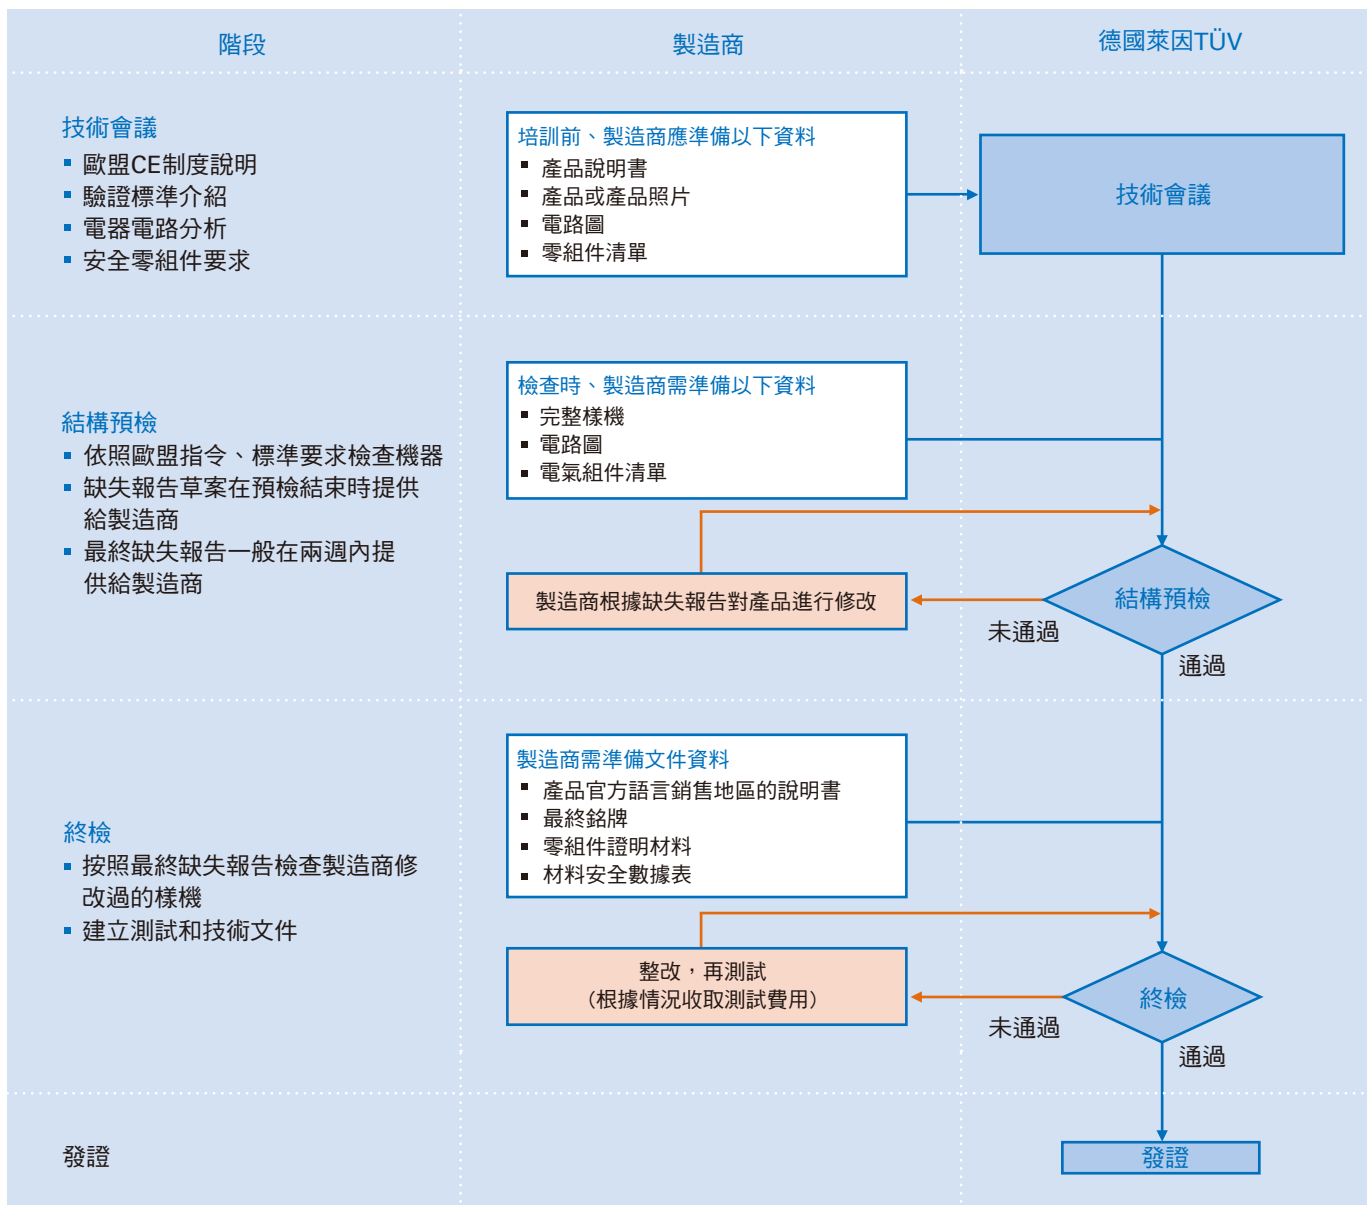 階段
製造商
德國萊因TÜV
技術會議
歐盟CE制度說明
驗證標準介紹
電器電路分析
安全零組件要求
培訓前、製造商應準備以下資料
產品說明書
產品或產品照片
電路圖
零組件清單
技術會議
結構預檢
依照歐盟指令、標準要求檢查機器
缺失報告草案在預檢結束時提供
給製造商
最終缺失報告一般在兩週內提
供給製造商
檢查時、製造商需準備以下資料
完整樣機
電路圖
電氣組件清單
製造商根據缺失報告對產品進行修改
結構預檢
未通過
通過
終檢
按照最終缺失報告檢查製造商修
改過的樣機
建立測試和技術文件
製造商需準備文件資料
產品官方語言銷售地區的說明書
最終銘牌
零組件證明材料
材料安全數據表
整改，再測試
（根據情況收取測試費用）
終檢
未通過
通過
發證
發證